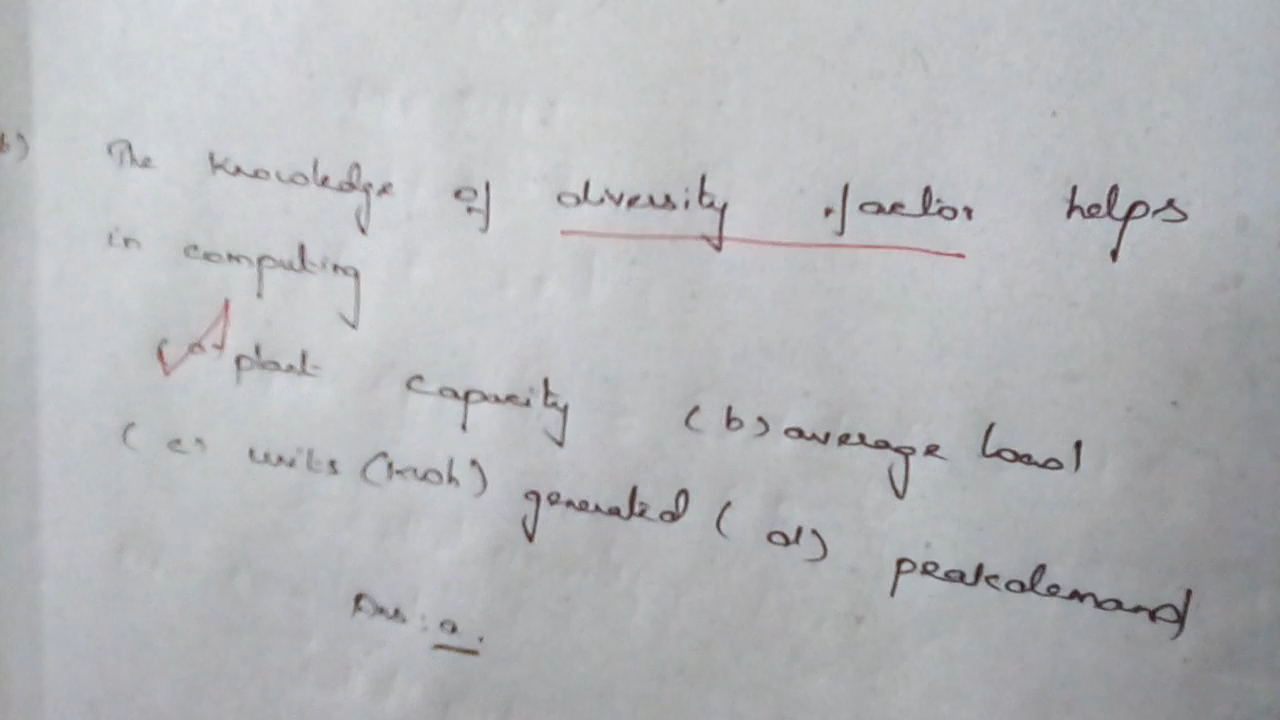 The knowledge of diversity factor helps
in computing
(a) plant capacity (b) average load
(c) units (kwh) generated (d) peakdemand
Ans: a.